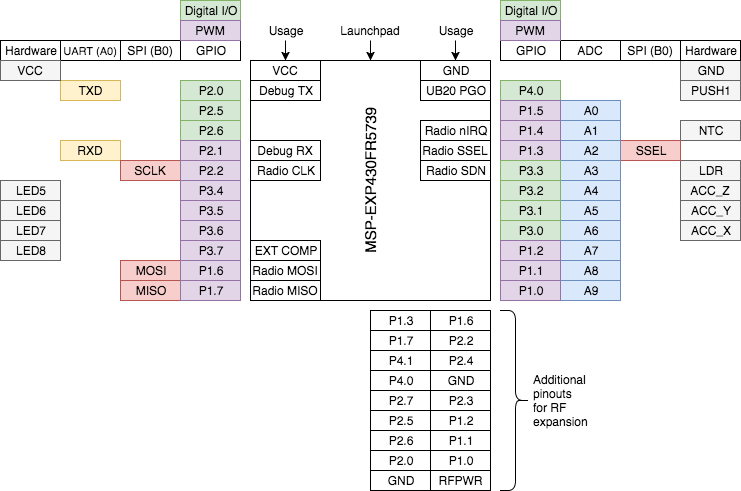 Digital I/O Digital I/O
PWM Usage Launchpad Usage PWM
Hardware UART (A0) SPI (B0) GPIO GPIO ADC SPI (B0) Hardware
VCC VCC GND GND
TXD P2.0 Debug TX UB20 PGO P4.0 PUSH1
P2.5 P1.5 A0
P2.6 Radio nIRQ P1.4 A1 NTC
RXD P2.1 Debug RX Radio SSEL P1.3 A2 SSEL
SCLK P2.2 Radio CLK Radio SDN P3.3 A3 LDR
LED5 P3.4 P3.2 A4 ACC_Z
LED6 P3.5 P3.1 A5 ACC_Y
LED7 P3.6 P3.0 A6 ACC_X
LED8 P3.7 EXT COMP P1.2 A7
MOSI P1.6 Radio MOSI P1.1 A8
MISO P1.7 Radio MISO P1.0 A9
MSP-EXP430FR5739
P1.3 P1.6
P1.7 P2.2
P4.1 P2.4
P4.0 GND
P2.7 P2.3
P2.5 P1.2
P2.6 P1.1
P2.0 P1.0
GND RFPWR
Additional
pinouts
for RF
expansion